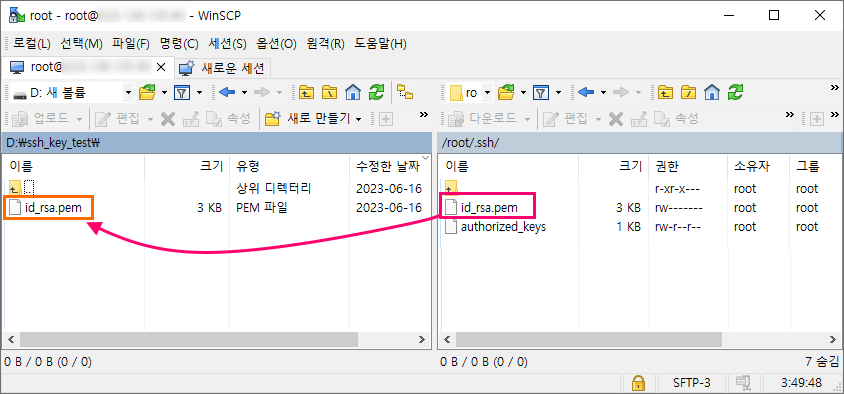 root - root@ - WinSCP
로컬(L) 선택(M) 파일(F) 명령(C) 세션(S) 옵션(O) 원격(R) 도움말(H)
root@ 새로운 세션
D: 새 볼륨 ro
업로드 편집 속성 새로 만들기 다운로드 편집 속성
D:₩ssh_key_test₩ /root/.ssh/
이름 크기 유형 수정한 날짜 이름 크기 권한 소유자 그룹
.. 상위 디렉터리 2023-06-16 r-xr-x--- root root
id_rsa.pem 3 KB PEM 파일 2023-06-16 id_rsa.pem 3 KB rw------- root root
authorized_keys 1 KB rw-r--r-- root root
0 B / 0 B (0 / 0) 0 B / 0 B (0 / 0) 7 숨김
SFTP-3 3:49:48